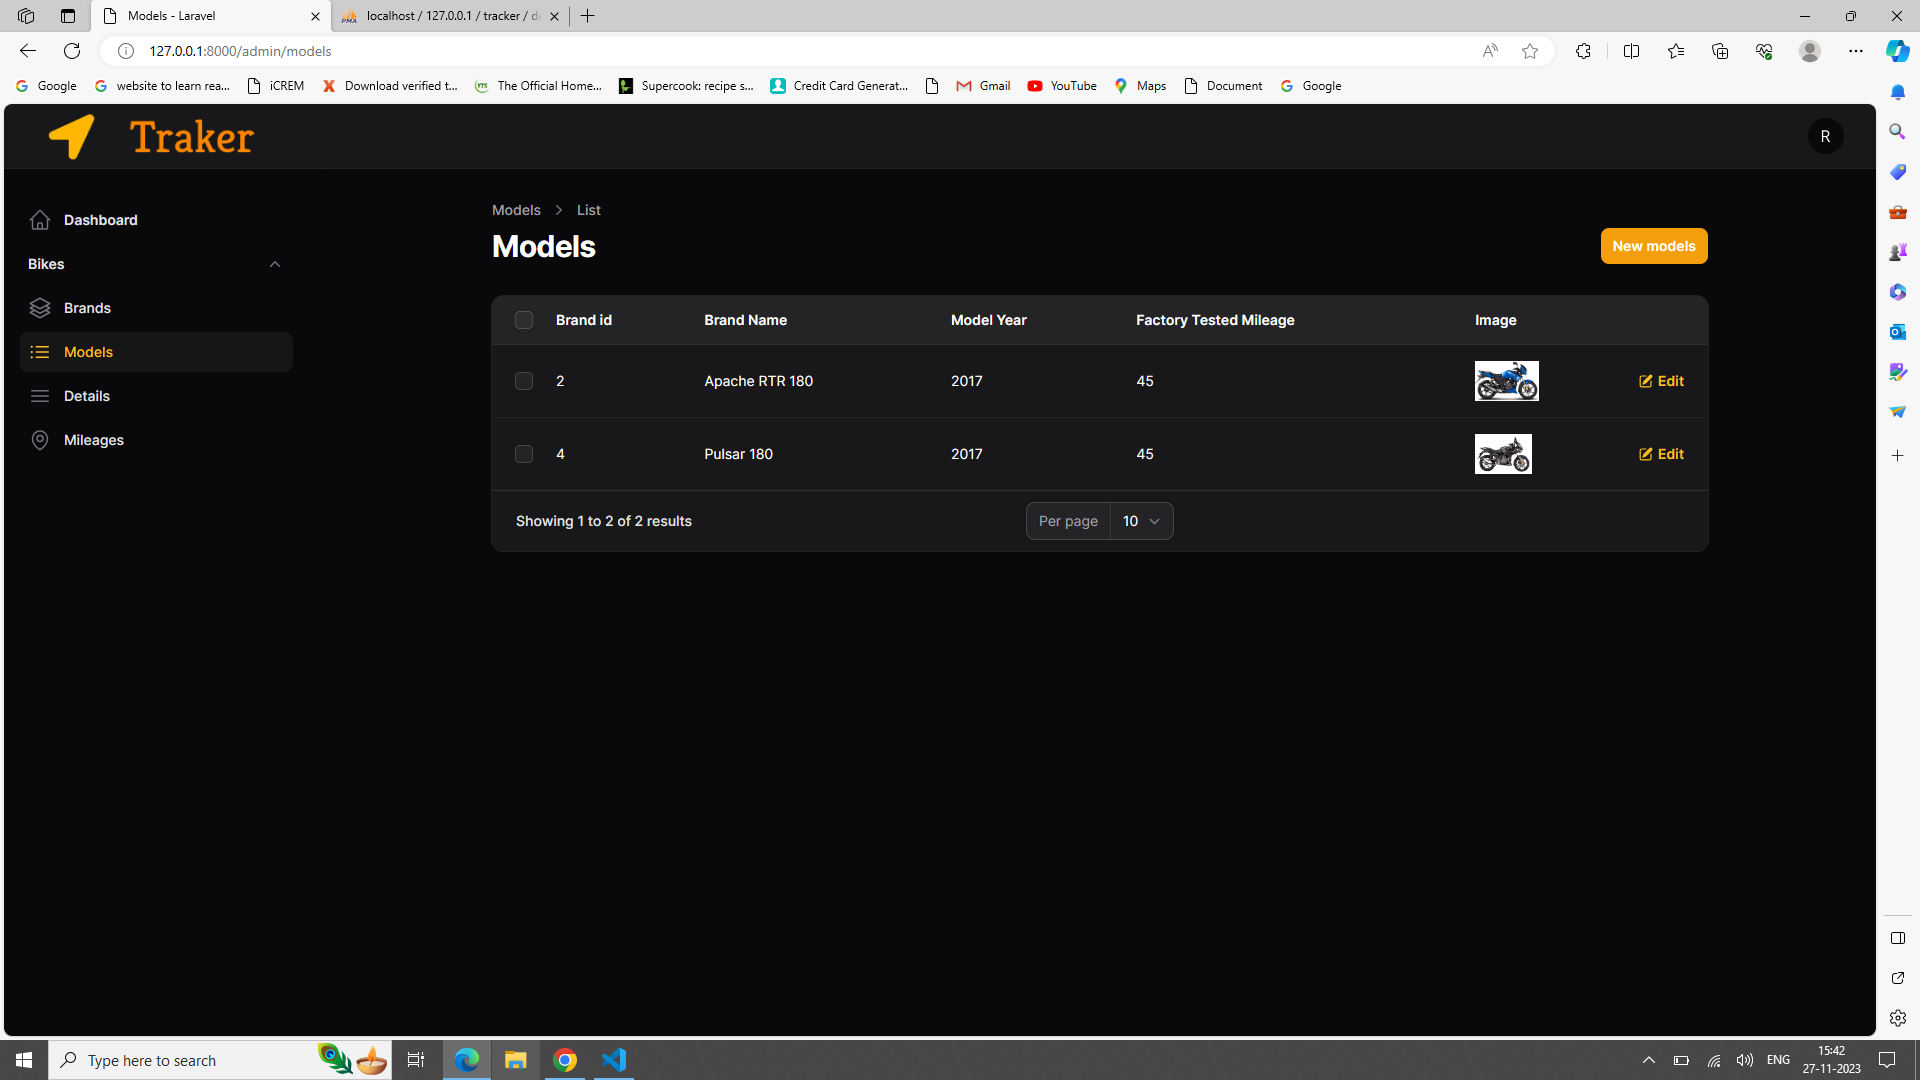 Models - Laravel
localhost / 127.0.0.1 / tracker / d
127.0.0.1:8000/admin/models
Google
website to learn rea...
iCREM
Download verified t...
The Official Home...
Supercook: recipe s...
Credit Card Generat...
Gmail
YouTube
Maps
Document
Google
Traker
R
Dashboard
Bikes
Brands
Models
Details
Mileages
Models > List
Models
New models
Brand id Brand Name Model Year Factory Tested Mileage Image
2 Apache RTR 180 2017 45 Edit
4 Pulsar 180 2017 45 Edit
Showing 1 to 2 of 2 results
Per page 10
Type here to search
ENG
15:42
27-11-2023